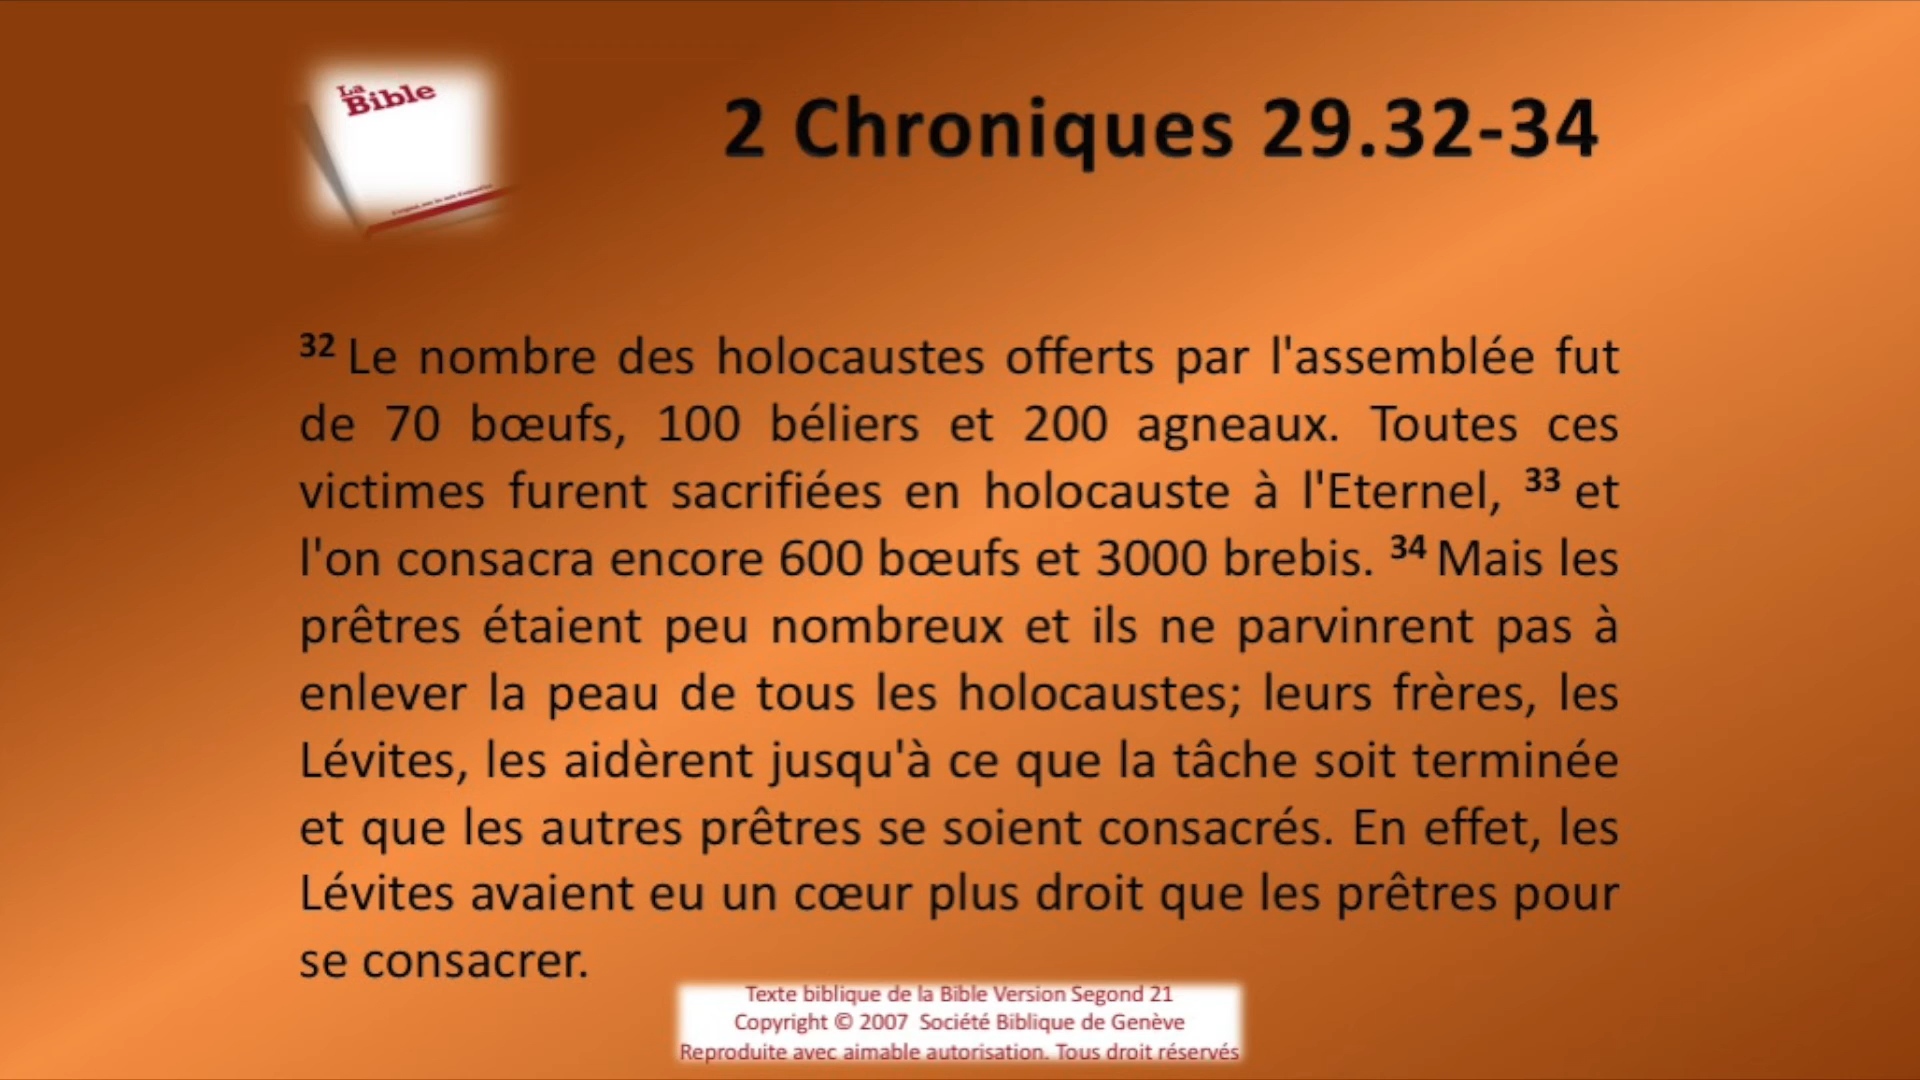 La
Bible
2 Chroniques 29.32-34
32 Le nombre des holocaustes offerts par l'assemblée fut
de 70 bœufs, 100 béliers et 200 agneaux. Toutes ces
victimes furent sacrifiées en holocauste à l'Eternel, 33 et
l'on consacra encore 600 bœufs et 3000 brebis. 34 Mais les
prêtres étaient peu nombreux et ils ne parvinrent pas à
enlever la peau de tous les holocaustes; leurs frères, les
Lévites, les aidèrent jusqu'à ce que la tâche soit terminée
et que les autres prêtres se soient consacrés. En effet, les
Lévites avaient eu un cœur plus droit que les prêtres pour
se consacrer.
Texte biblique de la Bible Version Segond 21
Copyright © 2007 Société Biblique de Genève
Reproduite avec aimable autorisation. Tous droit réservés